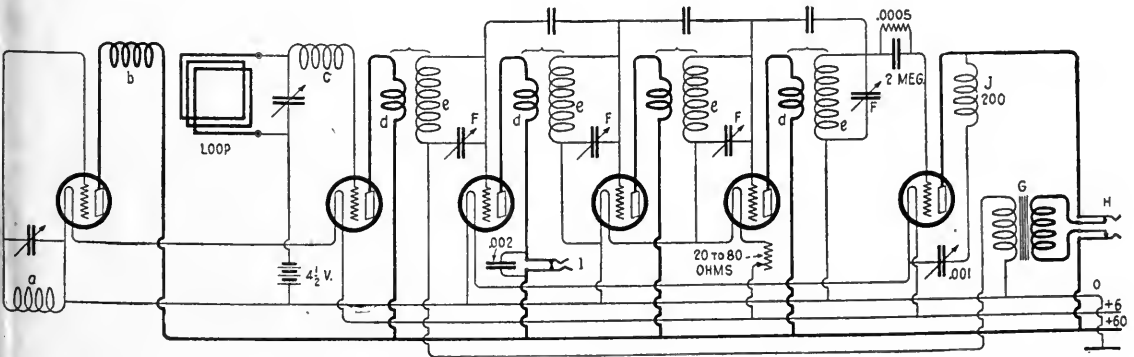 .0005
b
c
d
e
F
d
e
F
e
F
d
e
F
2 MEG.
J
200
LOOP
G
H
.002
I
20 TO 80
OHMS
.001
4½ V.
a
O
+6
+60